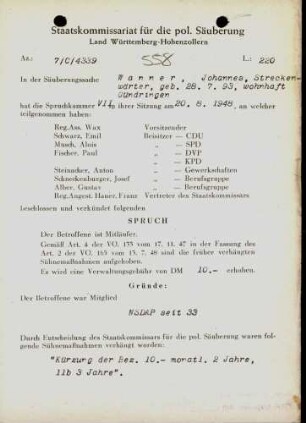 Staatskommissariat für die pol. Säuberung
Land Württemberg-Hohenzollern
Az.: 7/C/4339 558 L.: 220
In der Säuberungssache Wanner, Johannes, Strecken-
wärter, geb. 28. 7. 93, wohnhaft
Gündringen
hat die Spruchkammer VII in ihrer Sitzung am 20. 8. 1948, an welcher
teilgenommen haben:
Reg.Ass. Wax Vorsitzender
Schwarz, Emil Beisitzer – CDU
Munch, Alois „ – SPD
Fischer, Paul „ – DVP
„ – KPD
Steinacher, Anton „ – Gewerkschaften
Schneckenburger, Josef „ – Berufsgruppe
Alber, Gustav „ – Berufsgruppe
Reg.Angest. Hauer, Franz Vertreter des Staatskommissars
beschlossen und verkündet folgenden
SPRUCH
Der Betroffene ist Mitläufer.
Gemäß Art. 4 der VO. 133 vom 17. 11. 47 in der Fassung des
Art. 2 der VO. 165 vom 13. 7. 48 sind die früher verhängten
Sühnemaßnahmen aufgehoben.
Es wird eine Verwaltungsgebühr von DM 10.- erhoben.
Gründe:
Der Betroffene war Mitglied
NSDAP seit 33
Durch Entscheidung des Staatskommissars für die pol. Säuberung waren fol-
gende Sühnemaßnahmen verhängt worden:
"Kürzung der Bez. 10.- monatl. 2 Jahre,
IIb 3 Jahre".